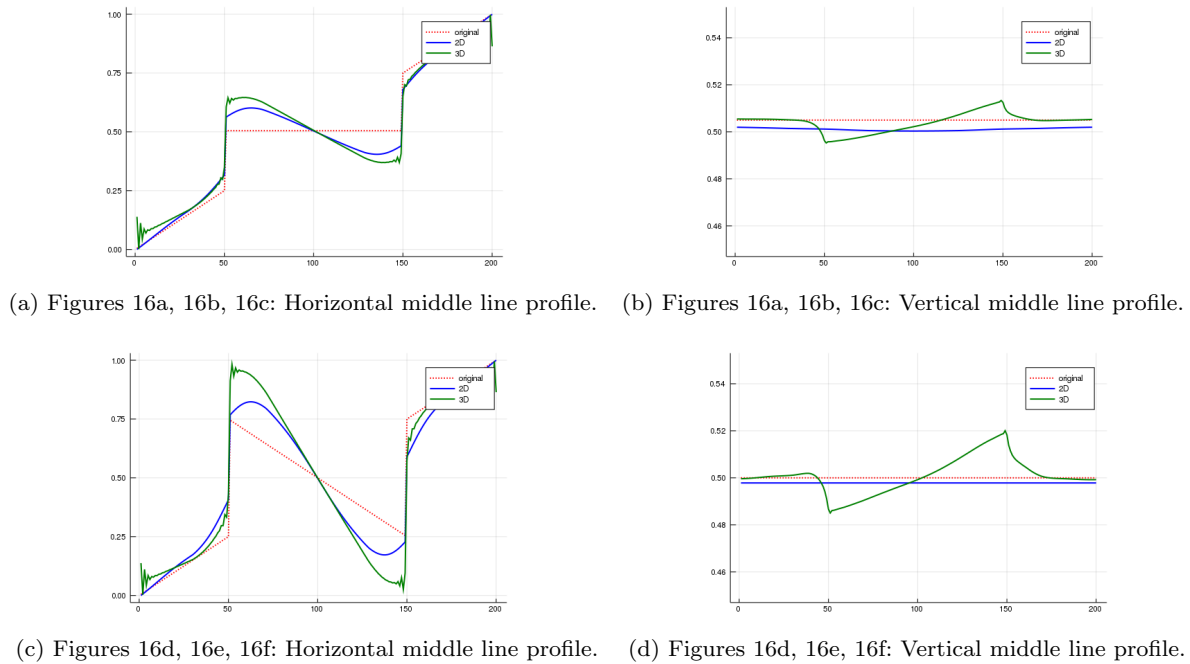 1.00
0.75
0.50
0.25
0.00
0
50
100
150
200
original
2D
3D
0.54
0.52
0.50
0.48
0.46
0
50
100
150
200
original
2D
3D
(a) Figures 16a, 16b, 16c: Horizontal middle line profile.
(b) Figures 16a, 16b, 16c: Vertical middle line profile.
1.00
0.75
0.50
0.25
0.00
0
50
100
150
200
original
2D
3D
0.54
0.52
0.50
0.48
0.46
0
50
100
150
200
original
2D
3D
(c) Figures 16d, 16e, 16f: Horizontal middle line profile.
(d) Figures 16d, 16e, 16f: Vertical middle line profile.